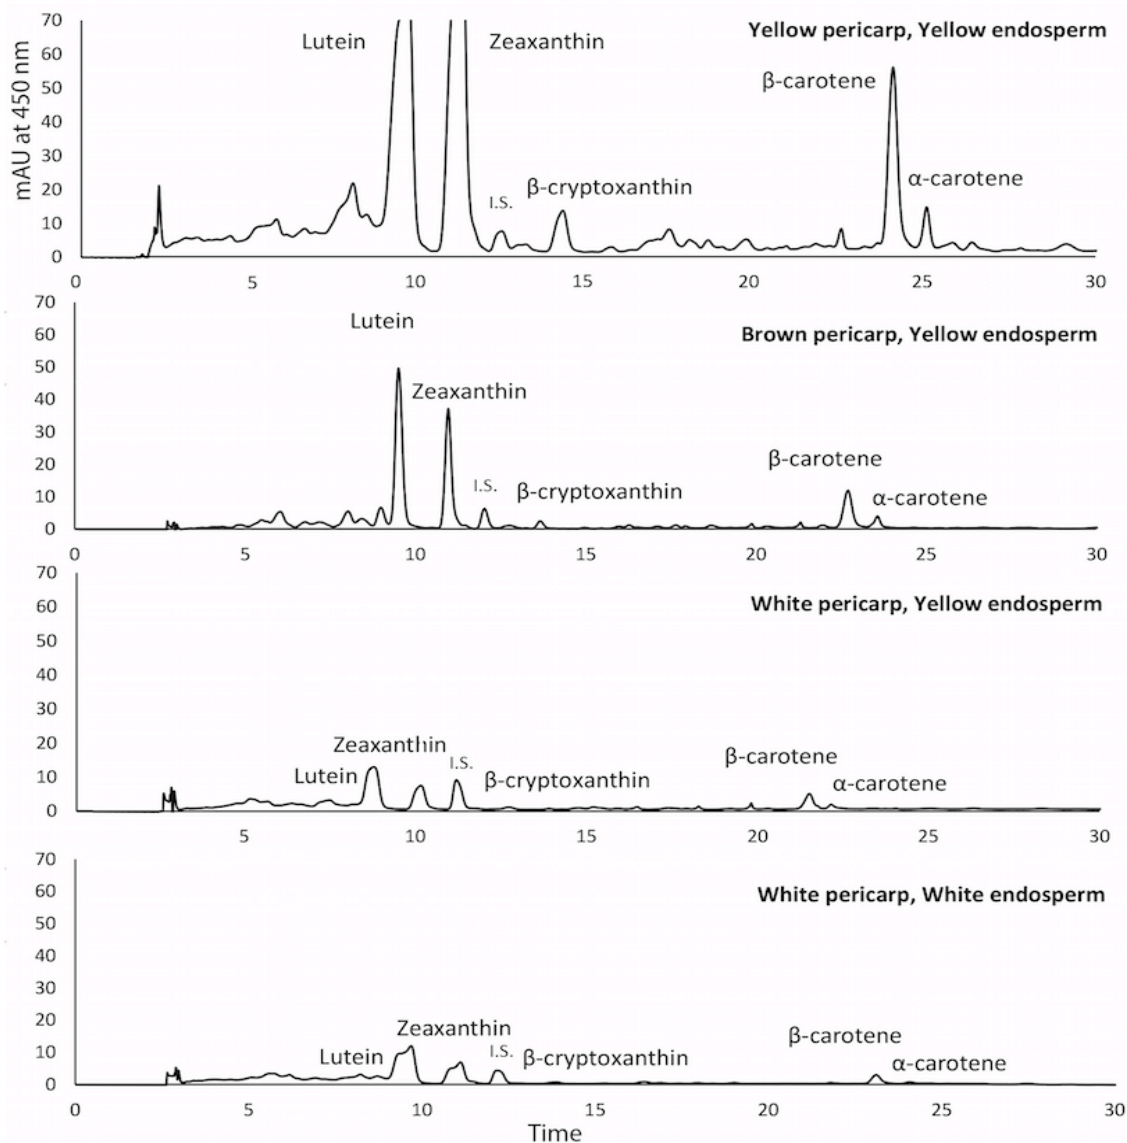 70
Yellow pericarp, Yellow endosperm
Lutein
Zeaxanthin
60
β-carotene
50
40
30
α-carotene
β-cryptoxanthin
20
I.S.
10
0
mAU at 450 nm
0 5 10 15 20 25 30
70
Lutein
Brown pericarp, Yellow endosperm
60
50
Zeaxanthin
40
30
β-carotene
20
I.S.
β-cryptoxanthin
α-carotene
10
0
0 5 10 15 20 25 30
70
White pericarp, Yellow endosperm
60
50
40
30
20
Zeaxanthin
β-carotene
I.S.
Lutein
β-cryptoxanthin
α-carotene
10
0
5 10 15 20 25 30
70
White pericarp, White endosperm
60
50
40
30
20
Zeaxanthin
β-carotene
I.S.
Lutein
β-cryptoxanthin
α-carotene
10
0
0 5 10 15 20 25 30
Time